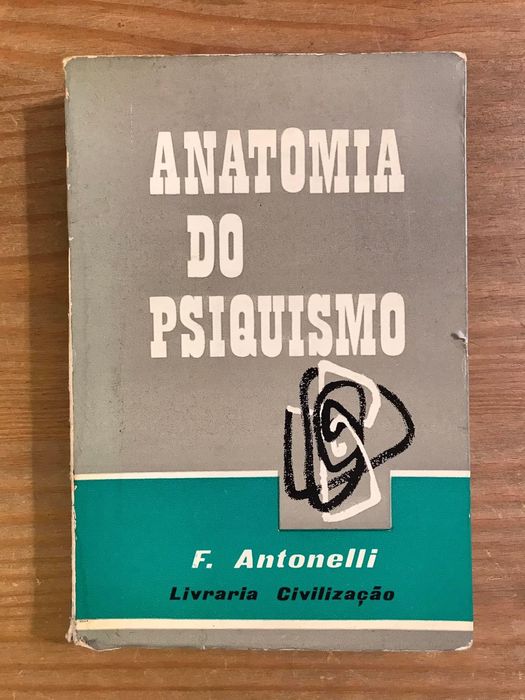 ANATOMIA
DO
PSIQUISMO
F. Antonelli
Livraria Civilização